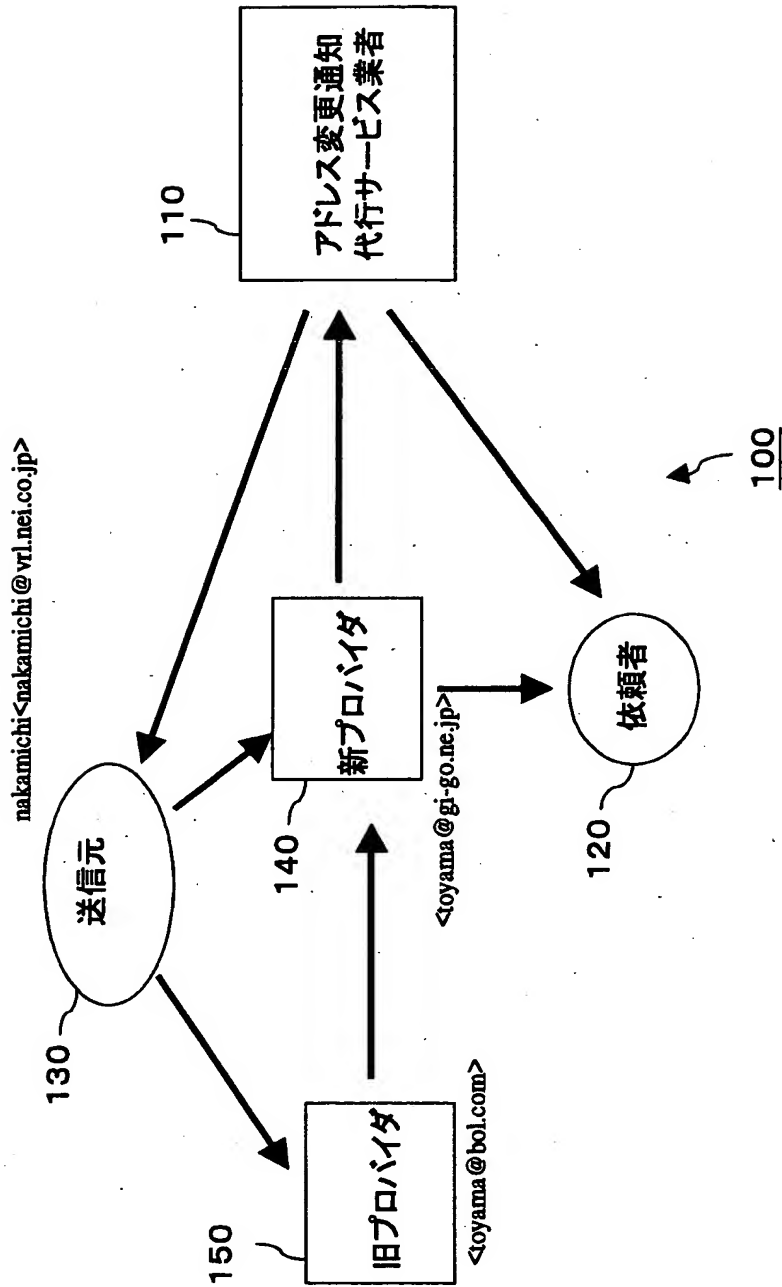 nakamichi<nakamichi@vrl.nei.co.jp>
130
送信元
110
アドレス変更通知
代行サービス業者
140
新プロバイダ
<toyama@gi-go.ne.jp>
150
旧プロバイダ
<toyama@bol.com>
120
依頼者
100